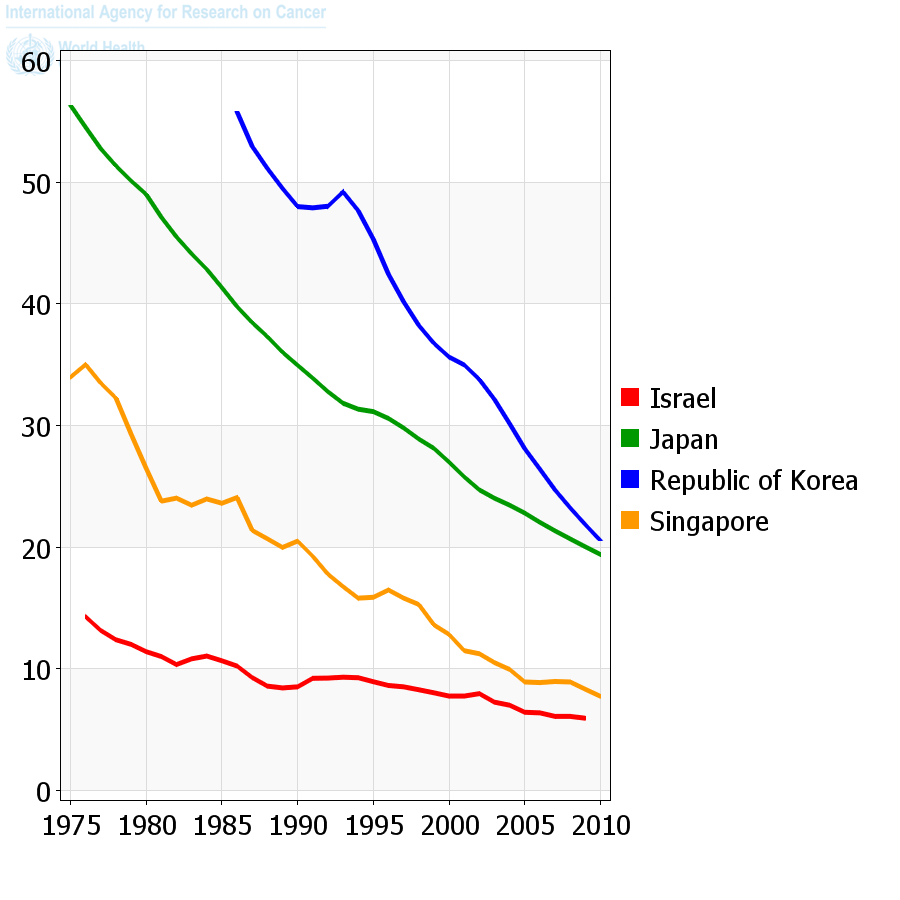 International Agency for Research on Cancer
World Health
60
50
40
30
20
10
0
1975 1980 1985 1990 1995 2000 2005 2010
Israel
Japan
Republic of Korea
Singapore